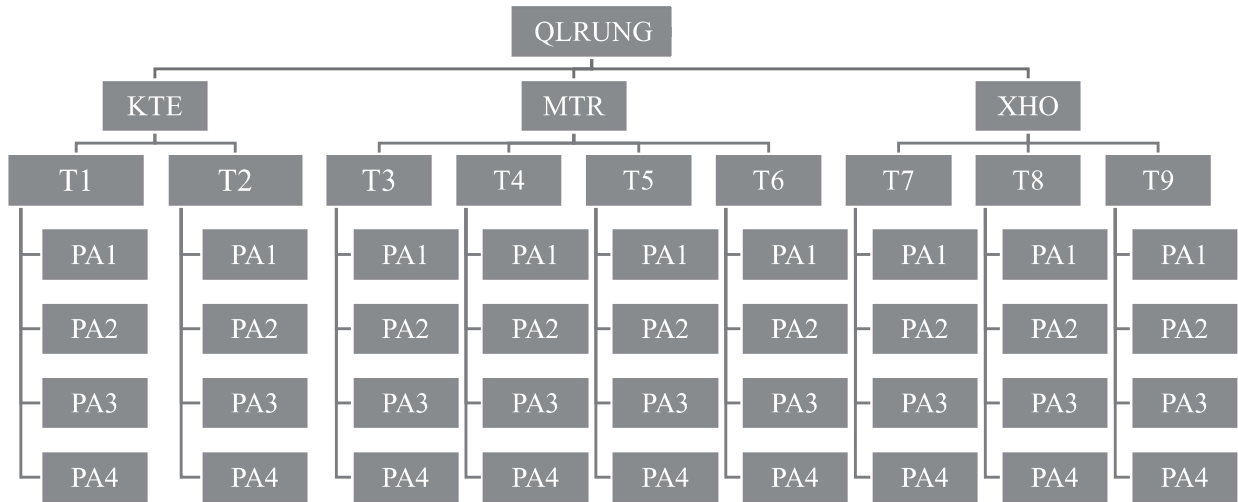 QLRUNG
KTE MTR XHO
T1 T2 T3 T4 T5 T6 T7 T8 T9
PA1 PA1 PA1 PA1 PA1 PA1 PA1 PA1 PA1
PA2 PA2 PA2 PA2 PA2 PA2 PA2 PA2 PA2
PA3 PA3 PA3 PA3 PA3 PA3 PA3 PA3 PA3
PA4 PA4 PA4 PA4 PA4 PA4 PA4 PA4 PA4